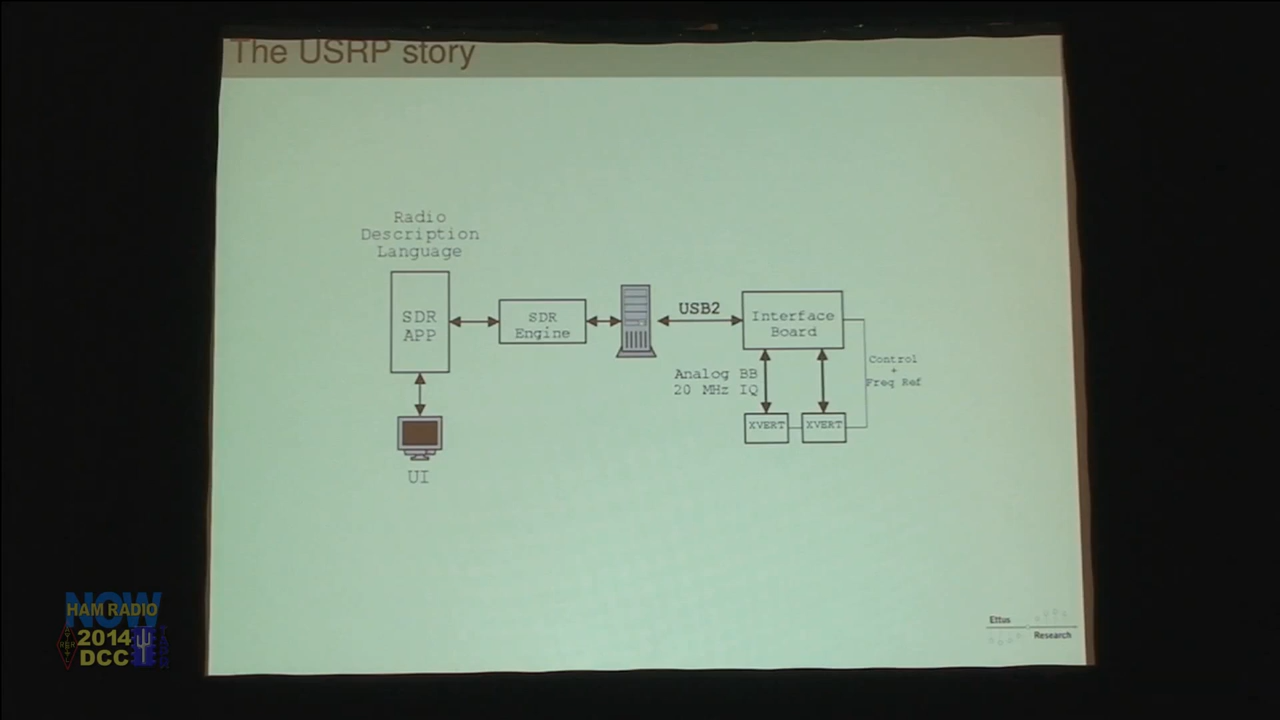 The USRP story
Radio
Description
Language
SDR
APP
SDR
Engine
USB2
Interface
Board
Control
+
Freq Ref
Analog BB
20 MHz IQ
XVERT
XVERT
UI
Ettus
Research
NOW
HAM RADIO
2014
DCC